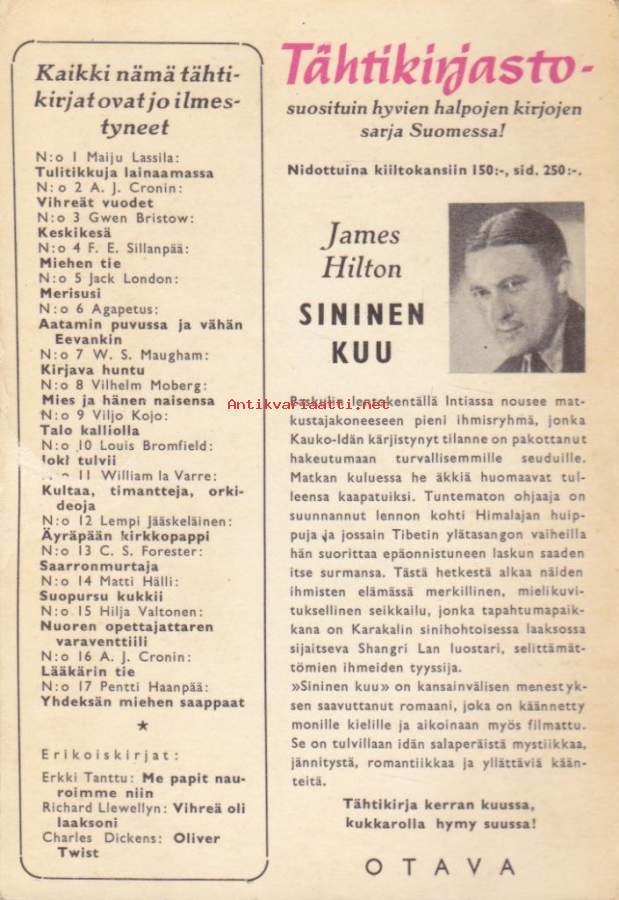 Kaikki nämä tähti-
kirjat ovat jo ilmes-
tyneet
N:o 1 Maiju Lassila:
Tulitikkuja lainaamassa
N:o 2 A. J. Cronin:
Vihreät vuodet
N:o 3 Gwen Bristow:
Keskikesä
N:o 4 F. E. Sillanpää:
Miehen tie
N:o 5 Jack London:
Merisusi
N:o 6 Agapetus:
Aatamin puvussa ja vähän
Eevankin
N:o 7 W. S. Maugham:
Kirjava huntu
N:o 8 Vilhelm Moberg:
Mies ja hänen naisensa
N:o 9 Viljo Kojo:
Talo kalliolla
N:o 10 Louis Bromfield:
Joki tulvii
11 William la Varre:
Kultaa, timantteja, orki-
deoja
N:o 12 Lempi Jääskeläinen:
Äyräpään kirkkopappi
N:o 13 C. S. Forester:
Saarronmurtaja
N:o 14 Matti Hälli:
Suopursu kukkii
N:o 15 Hilja Valtonen:
Nuoren opettajattaren
varaventtiili
N:o 16 A. J. Cronin:
Lääkärin tie
N:o 17 Pentti Haanpää:
Yhdeksän miehen saappaat
*
Erikoiskirjat:
Erkki Tanttu: Me papit nau-
roimme niin
Richard Llewellyn: Vihreä oli
laaksoni
Charles Dickens: Oliver
Twist
Tähtikirjasto-
suosituin hyvien halpojen kirjojen
sarja Suomessa!
Nidottuina kiiltokansiin 150:-, sid. 250:-.
James
Hilton
SININEN
KUU
Baskulin lentokentällä Intiassa nousee mat-
kustajakoneeseen pieni ihmisryhmä, jonka
Kauko-Idän kärjistynyt tilanne on pakottanut
hakeutumaan turvallisemmille seuduille.
Matkan kuluessa he äkkiä huomaavat tul-
leensa kaapatuiksi. Tuntematon ohjaaja on
suunnannut lennon kohti Himalajan huip-
puja ja jossain Tibetin ylätasangon vaiheilla
hän suorittaa epäonnistuneen laskun saaden
itse surmansa. Tästä hetkestä alkaa näiden
ihmisten elämässä merkillinen, mielikuvi-
tuksellinen seikkailu, jonka tapahtumapaik-
kana on Karakalin sinihohtoisessa laaksossa
sijaitseva Shangri Lan luostari, selittämät-
tömien ihmeiden tyyssija.
»Sininen kuu» on kansainvälisen menestyk-
sen saavuttanut romaani, joka on käännetty
monille kielille ja aikoinaan myös filmattu.
Se on tulvillaan idän salaperäistä mystiikkaa,
jännitystä, romantiikkaa ja yllättäviä kään-
teitä.
Tähtikirja kerran kuussa,
kukkarolla hymy suussa!
OTAVA
Antikvariaatti.net